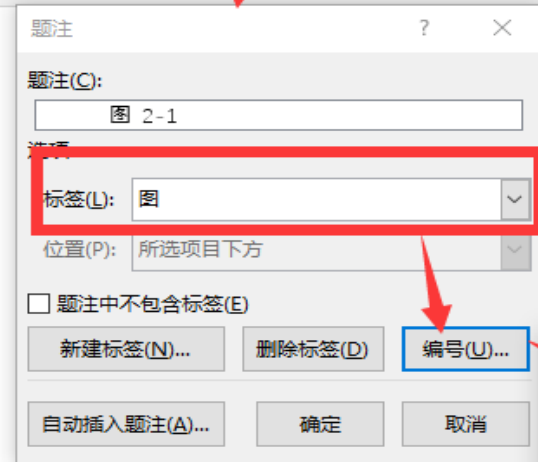 题注 ?
题注(C):
图 2-1
选项
标签(L): 图
位置(P): 所选项目下方
题注中不包含标签(E)
新建标签(N)... 删除标签(D) 编号(U)...
自动插入题注(A)... 确定 取消